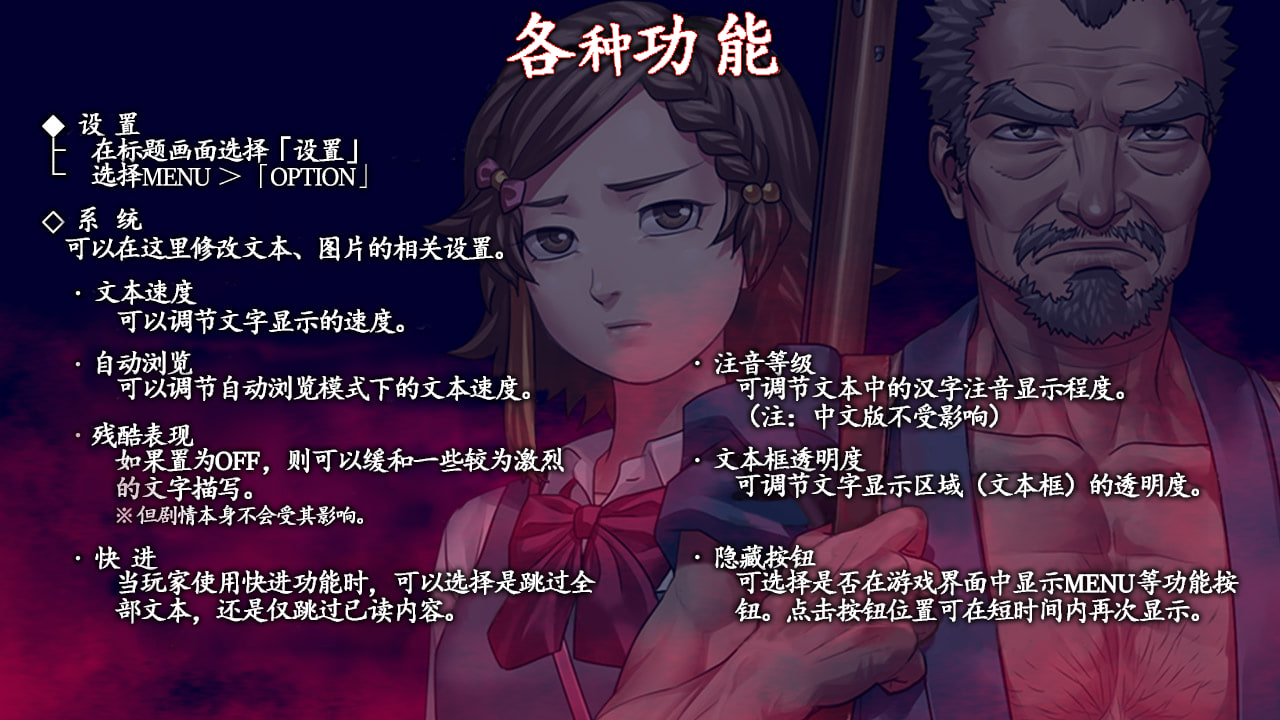 各种功能
◆ 设 置
在标题画面选择「设置」
选择MENU ＞「OPTION」
◇ 系 统
可以在这里修改文本、图片的相关设置。
・文本速度
可以调节文字显示的速度。
・自动浏览
可以调节自动浏览模式下的文本速度。
・残酷表现
如果置为OFF，则可以缓和一些较为激烈
的文字描写。
※但剧情本身不会受其影响。
・快 进
当玩家使用快进功能时，可以选择是跳过全
部文本，还是仅跳过已读内容。
・注音等级
可调节文本中的汉字注音显示程度。
（注：中文版不受影响）
・文本框透明度
可调节文字显示区域（文本框）的透明度。
・隐藏按钮
可选择是否在游戏界面中显示MENU等功能按
钮。点击按钮位置可在短时间内再次显示。